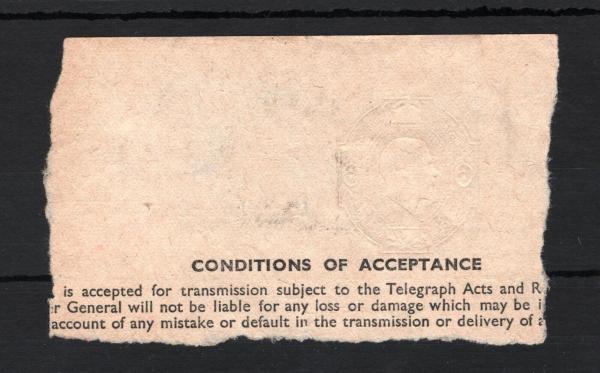 CONDITIONS OF ACCEPTANCE
is accepted for transmission subject to the Telegraph Acts and R
r General will not be liable for any loss or damage which may be i
account of any mistake or default in the transmission or delivery of a